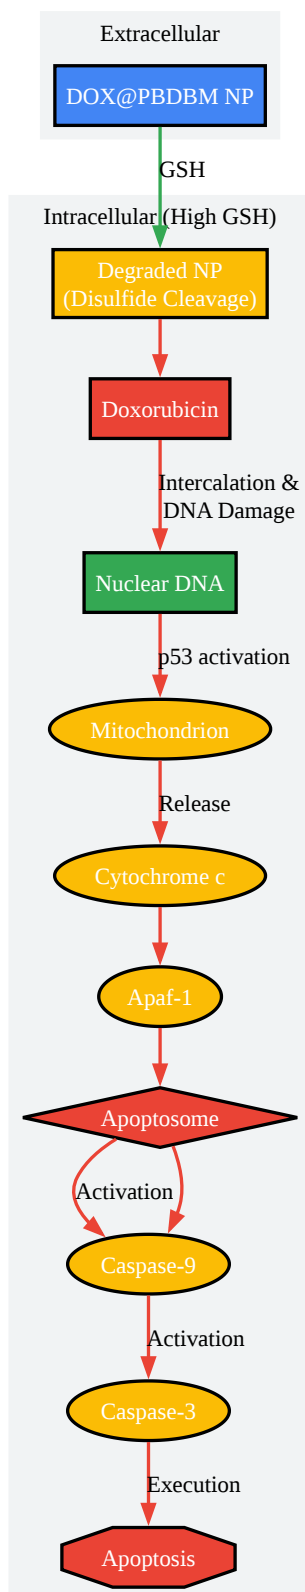 Extracellular
DOX@PBDBM NP
GSH
Intracellular (High GSH)
Degraded NP
(Disulfide Cleavage)
Doxorubicin
Intercalation &
DNA Damage
Nuclear DNA
p53 activation
Mitochondrion
Release
Cytochrome c
Apaf-1
Apoptosome
Activation
Caspase-9
Activation
Caspase-3
Execution
Apoptosis